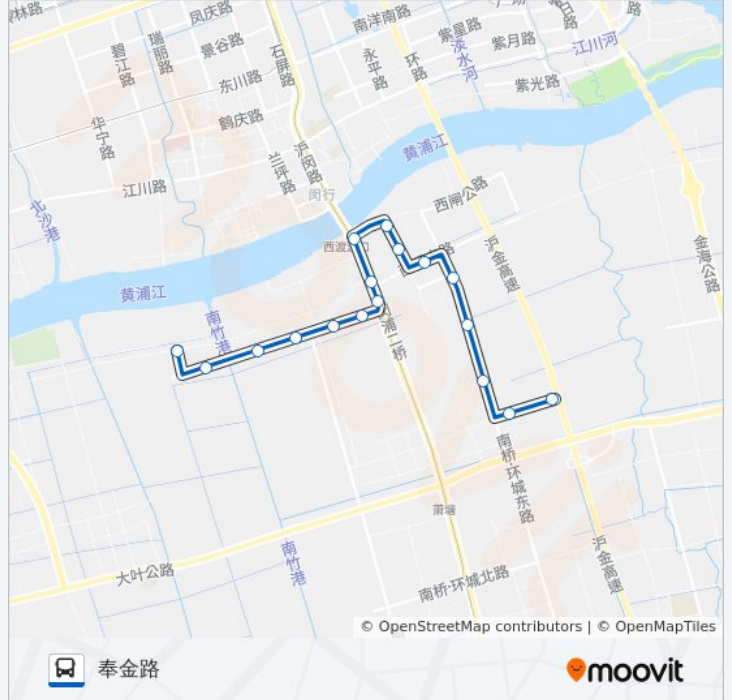 凤庆路
南洋南路
碧江路
瑞丽路
景谷路
石屏路
紫星路
淡水河
紫月路
江川河
永平路
环路
东川路
紫光路
鹤庆路
华宁路
沪闵路
兰坪路
黄浦江
江川路
闵行
西闸公路
北沙港
沪金高速
金海公路
黄浦江
南竹港
浦二桥
南桥·环城东路
萧塘
南竹港
大叶公路
沪金高速
南桥·环城北路
© OpenStreetMap contributors | © OpenMapTiles
奉金路
moovit